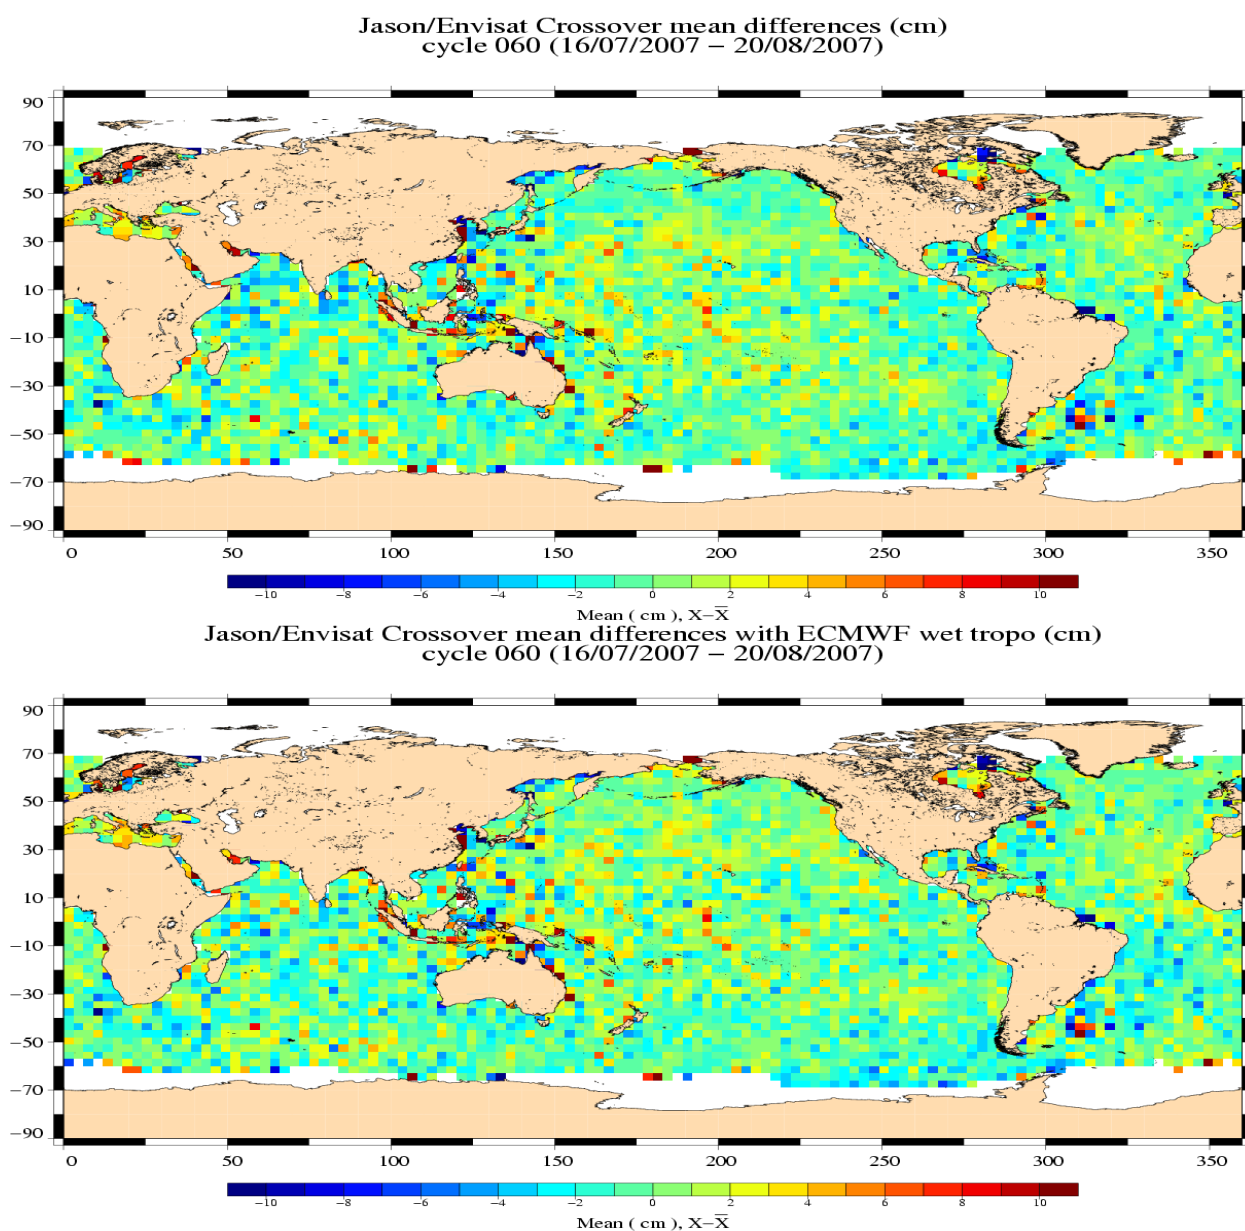 Jason/Envisat Crossover mean differences (cm)
cycle 060 (16/07/2007 − 20/08/2007)
90
70
50
30
10
−10
−30
−50
−70
−90
0 50 100 150 200 250 300 350
−10 −8 −6 −4 −2 0 2 4 6 8 10
Mean ( cm ), X−X̅
Jason/Envisat Crossover mean differences with ECMWF wet tropo (cm)
cycle 060 (16/07/2007 − 20/08/2007)
90
70
50
30
10
−10
−30
−50
−70
−90
0 50 100 150 200 250 300 350
−10 −8 −6 −4 −2 0 2 4 6 8 10
Mean ( cm ), X−X̅